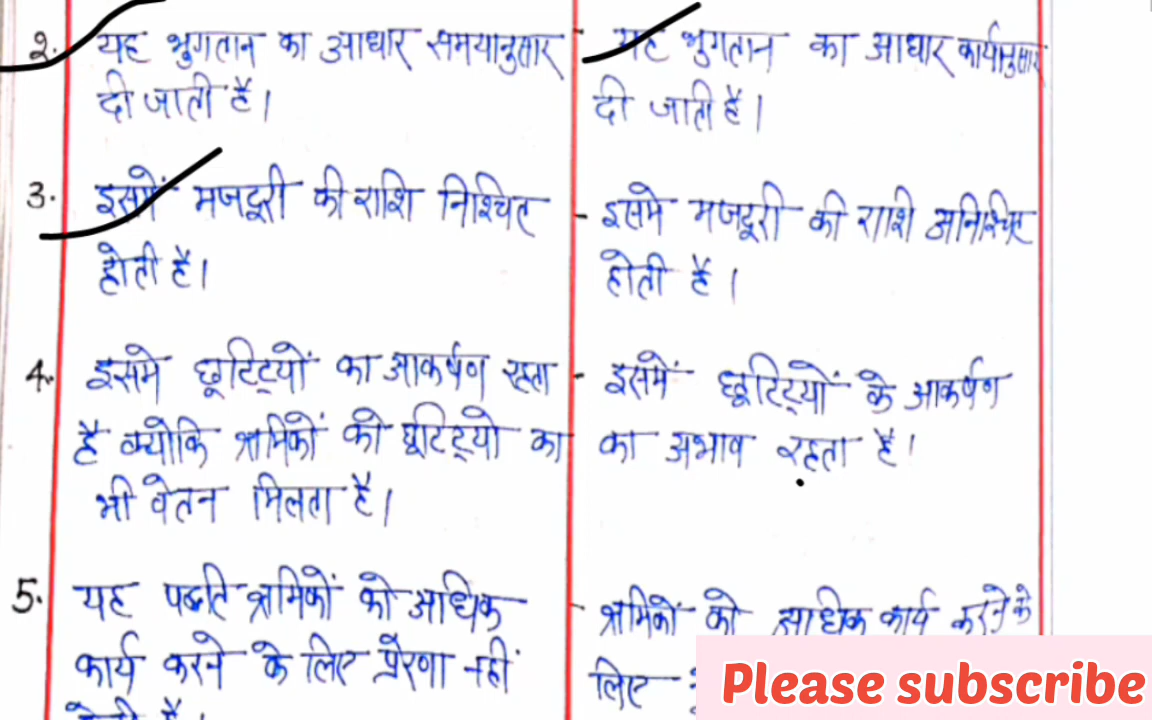 2. यह भुगतान का आधार समयानुसार
दी जाती है।
- यह भुगतान का आधार कार्यानुसार
दी जाती है।
3. इसमें मजदूरी की राशि निश्चित
होती है।
- इसमे मजदूरी की राशी अनिश्चित
होती है।
4. इसमे छूटिट्यों का आकर्षण रहता
है क्योकि श्रमिकों को छूटिट्यो का
भी वेतन मिलता है।
- इसमें छूटिट्यों के आकर्षण
का अभाव रहता है।
5. यह पद्धति श्रमिकों को अधिक
कार्य करने के लिए प्रेरणा नहीं
है।
- श्रमिकों को अधिक कार्य करने के
लिए
Please subscribe